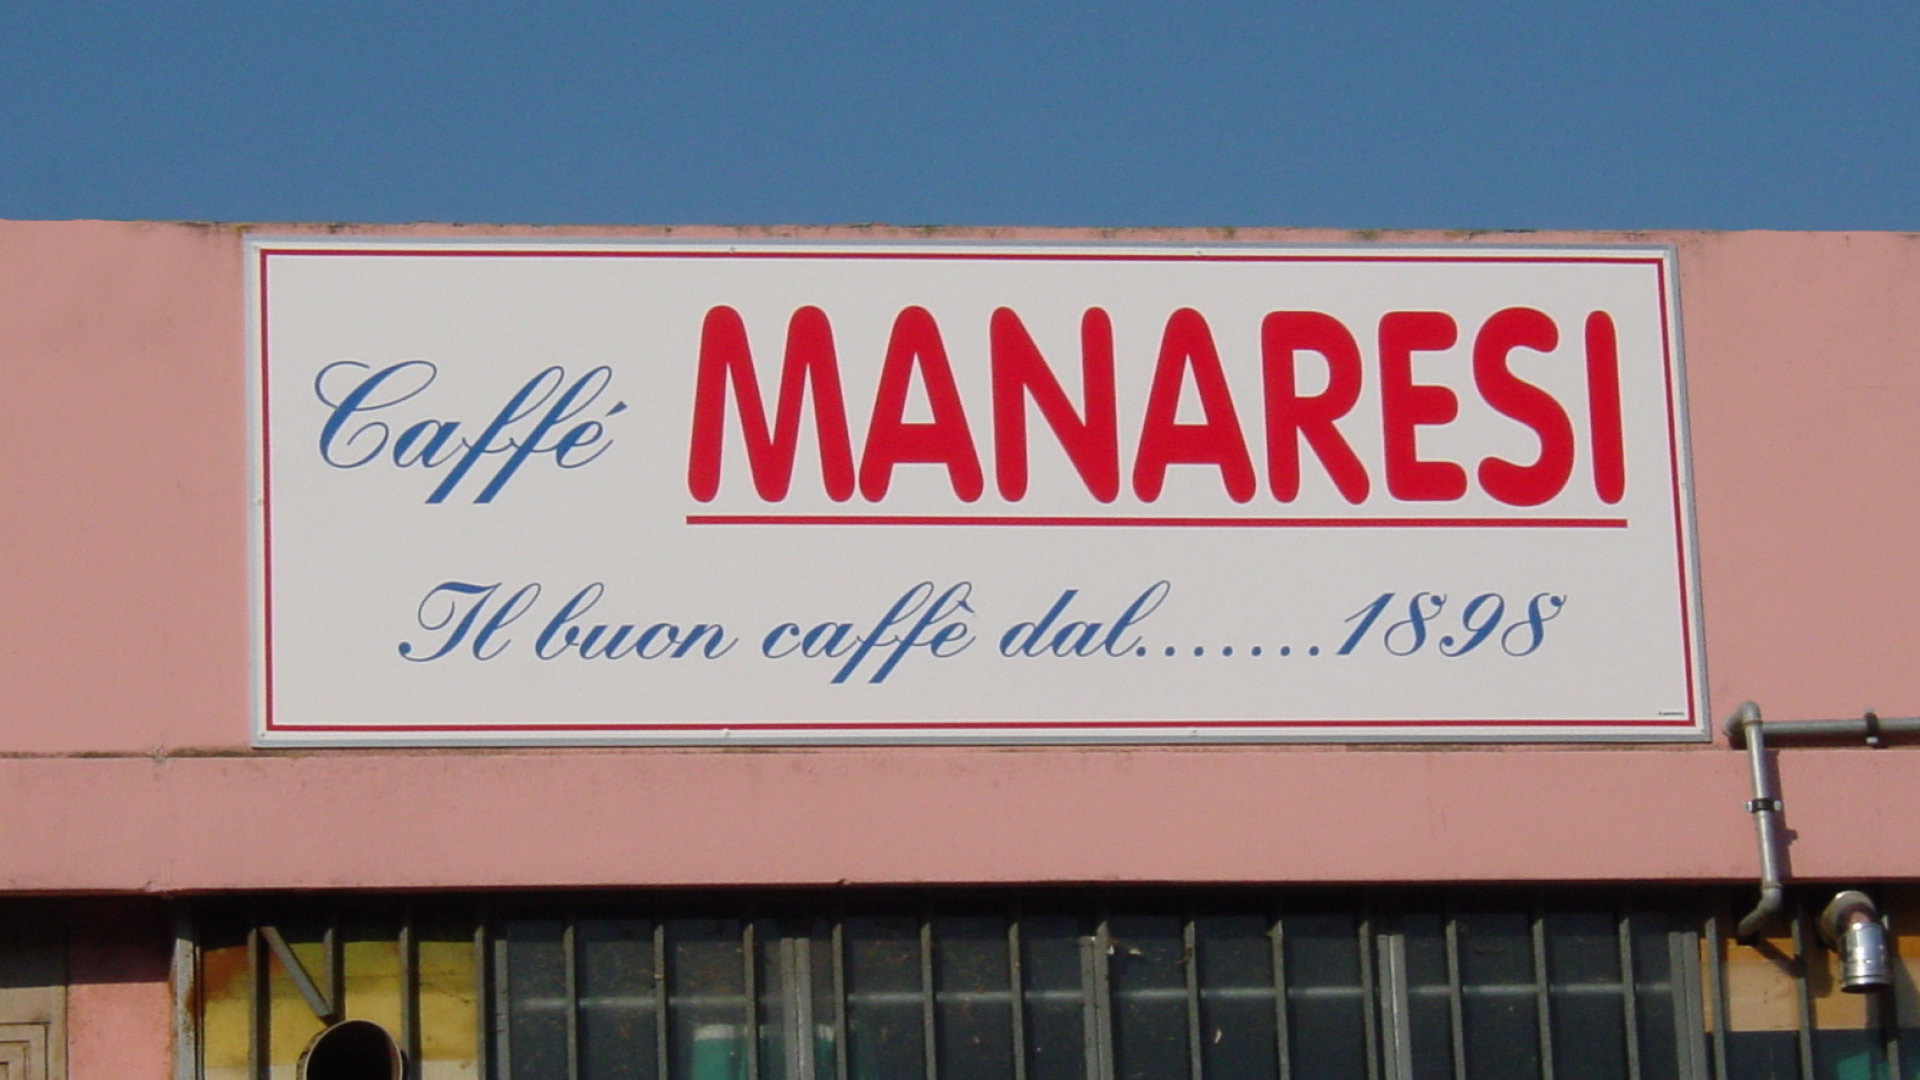 Caffé MANARESI
Il buon caffè dal.......1898